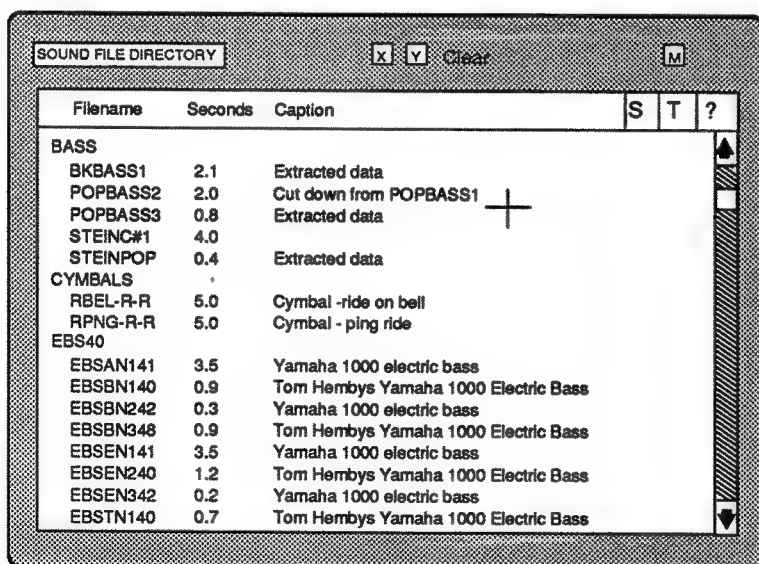 SOUND FILE DIRECTORY X Y Clear M
Filename Seconds Caption S T ?
BASS
BKBASS1 2.1 Extracted data
POPBASS2 2.0 Cut down from POPBASS1
POPBASS3 0.8 Extracted data
STEINC#1 4.0
STEINPOP 0.4 Extracted data
CYMBALS
RBEL-R-R 5.0 Cymbal -ride on bell
RPNG-R-R 5.0 Cymbal - ping ride
EBS40
EBSAN141 3.5 Yamaha 1000 electric bass
EBSBN140 0.9 Tom Hembys Yamaha 1000 Electric Bass
EBSBN242 0.3 Yamaha 1000 electric bass
EBSBN348 0.9 Tom Hembys Yamaha 1000 Electric Bass
EBSEN141 3.5 Yamaha 1000 electric bass
EBSEN240 1.2 Tom Hembys Yamaha 1000 Electric Bass
EBSEN342 0.2 Yamaha 1000 electric bass
EBSTN140 0.7 Tom Hembys Yamaha 1000 Electric Bass